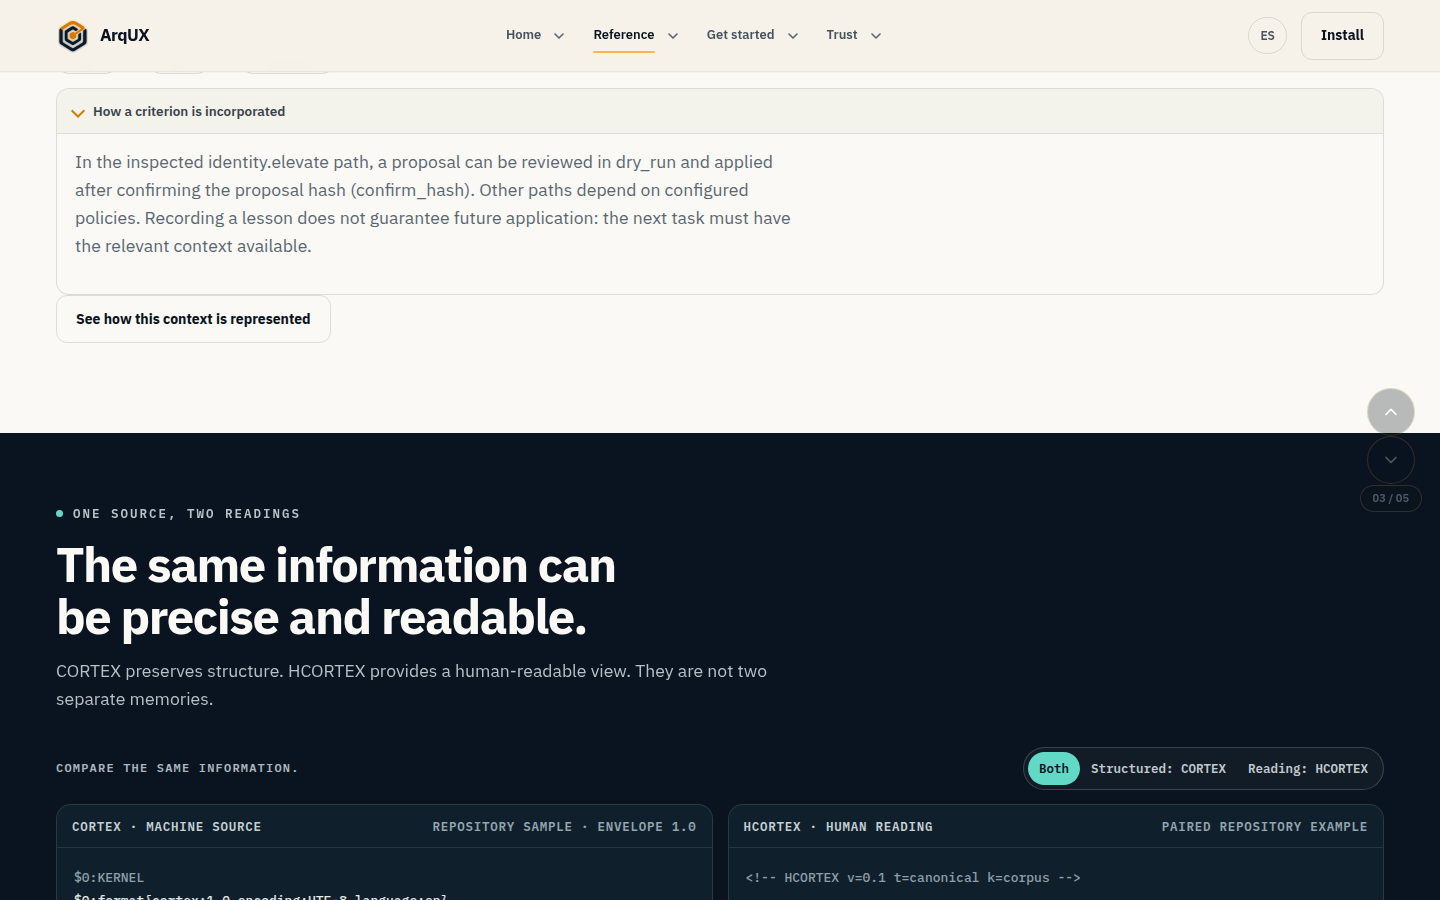 ArqUX
Home
Reference
Get started
Trust
ES
Install
How a criterion is incorporated
In the inspected identity.elevate path, a proposal can be reviewed in dry_run and applied
after confirming the proposal hash (confirm_hash). Other paths depend on configured
policies. Recording a lesson does not guarantee future application: the next task must have
the relevant context available.
See how this context is represented
03 / 05
ONE SOURCE, TWO READINGS
The same information can
be precise and readable.
CORTEX preserves structure. HCORTEX provides a human-readable view. They are not two
separate memories.
COMPARE THE SAME INFORMATION.
Both
Structured: CORTEX
Reading: HCORTEX
CORTEX · MACHINE SOURCE
REPOSITORY SAMPLE · ENVELOPE 1.0
$0:KERNEL
HCORTEX · HUMAN READING
PAIRED REPOSITORY EXAMPLE
<!-- HCORTEX v=0.1 t=canonical k=corpus -->